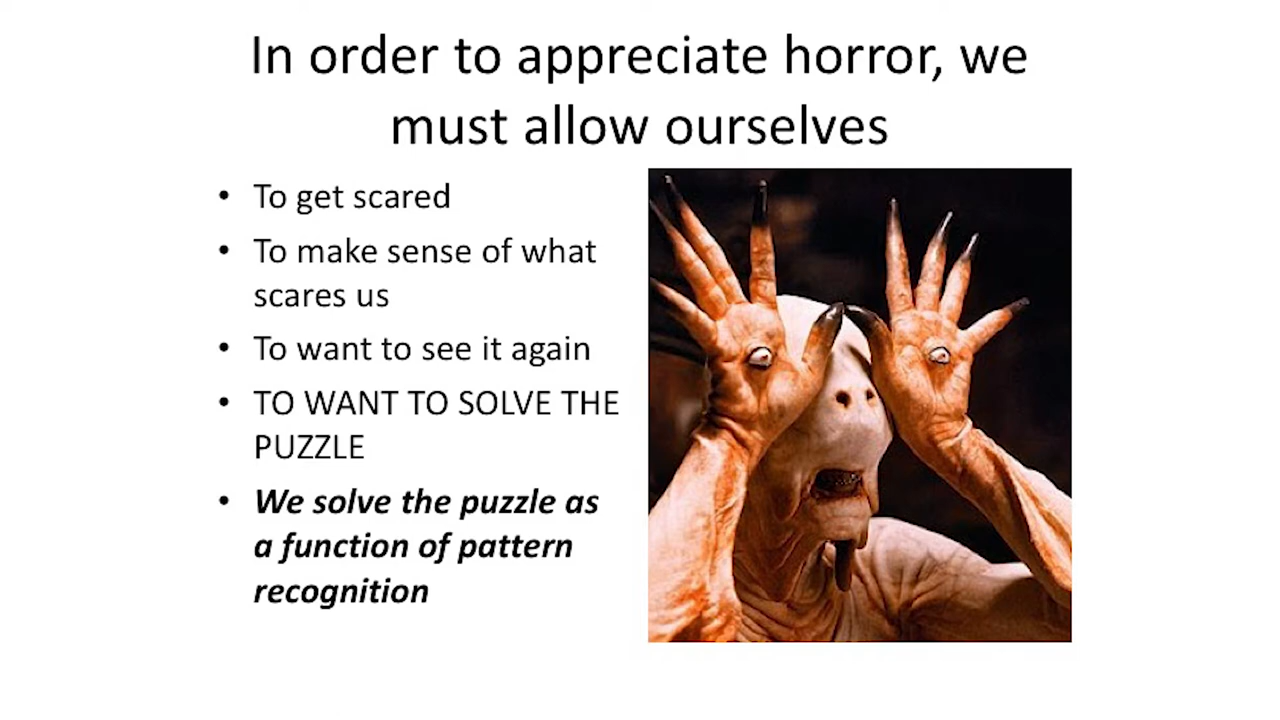 In order to appreciate horror, we
must allow ourselves
• To get scared
• To make sense of what
scares us
• To want to see it again
• TO WANT TO SOLVE THE
PUZZLE
• We solve the puzzle as
a function of pattern
recognition